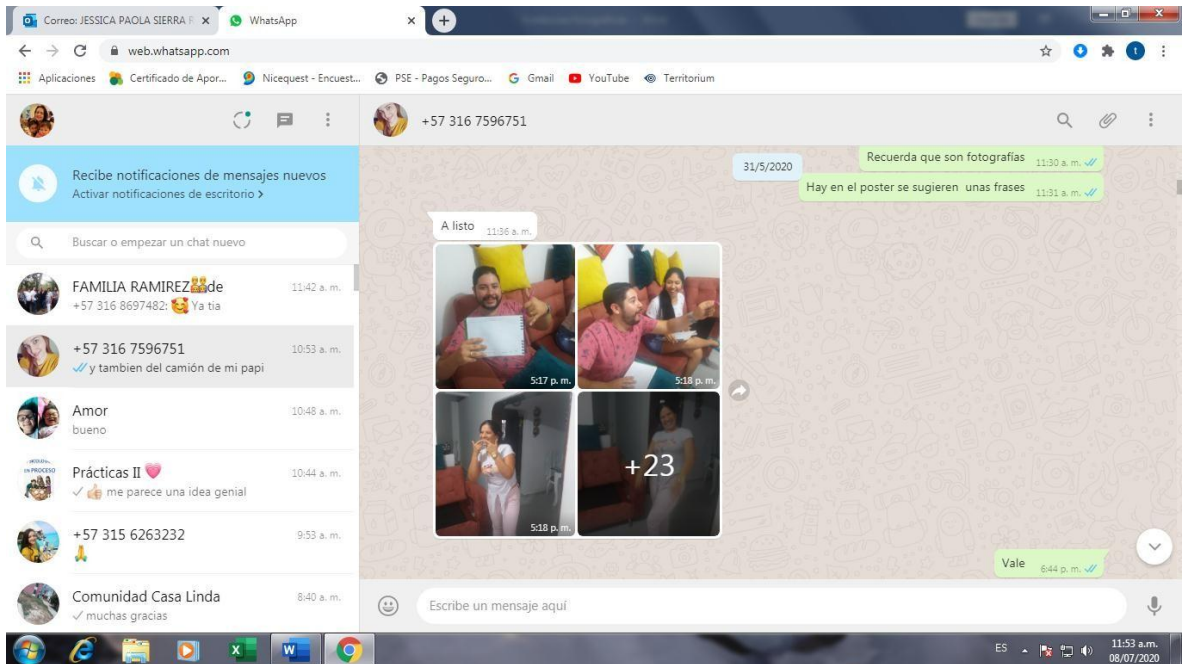 Correo: JESSICA PAOLA SIERRA R
WhatsApp
web.whatsapp.com
Aplicaciones
Certificado de Apor...
Nicequest - Encuest...
PSE - Pagos Seguro...
Gmail
YouTube
Territorium
+57 316 7596751
Recibe notificaciones de mensajes nuevos
Activar notificaciones de escritorio >
Buscar o empezar un chat nuevo
FAMILIA RAMIREZ de
11:42 a. m.
+57 316 8697482: 🥰 Ya tia
+57 316 7596751
10:53 a. m.
y tambien del camión de mi papi
Amor
10:48 a. m.
bueno
EN PROCESO
Prácticas II 💗
10:44 a. m.
👍🏻 me parece una idea genial
+57 315 6263232
9:53 a. m.
🙏
Comunidad Casa Linda
8:40 a. m.
muchas gracias
31/5/2020
Recuerda que son fotografías 11:30 a. m.
Hay en el poster se sugieren unas frases 11:31 a. m.
A listo 11:36 a. m.
5:17 p. m.
5:18 p. m.
5:18 p. m.
+23
Vale 6:44 p. m.
Escribe un mensaje aquí
ES
11:53 a.m.
08/07/2020